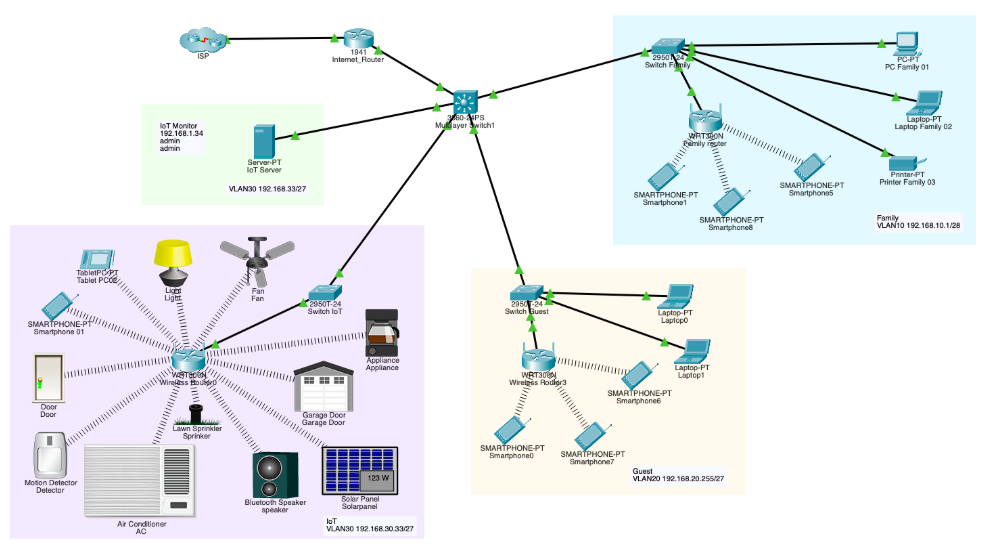 ISP
1941
Internet_Router
3560-24PS
Multilayer Switch1
IoT Monitor
192.168.1.34
admin
admin
Server-PT
IoT Server
VLAN30 192.168.33/27
2950T-24
Switch Family
PC-PT
PC Family 01
Laptop-PT
Laptop Family 02
Printer-PT
Printer Family 03
WRT300N
Family router
SMARTPHONE-PT
Smartphone1
SMARTPHONE-PT
Smartphone5
SMARTPHONE-PT
Smartphone8
Family
VLAN10 192.168.10.1/28
TabletPC-PT
Tablet PC02
Light
Light
Fan
Fan
SMARTPHONE-PT
Smartphone 01
2950T-24
Switch IoT
Appliance
Appliance
WRT300N
Wireless Router0
Door
Door
Garage Door
Garage Door
Lawn Sprinkler
Sprinker
Motion Detector
Detector
Air Conditioner
AC
Bluetooth Speaker
speaker
123 W
Solar Panel
Solarpanel
IoT
VLAN30 192.168.30.33/27
2950T-24
Switch Guest
Laptop-PT
Laptop0
Laptop-PT
Laptop1
WRT300N
Wireless Router3
SMARTPHONE-PT
Smartphone6
SMARTPHONE-PT
Smartphone0
SMARTPHONE-PT
Smartphone7
Guest
VLAN20 192.168.20.255/27